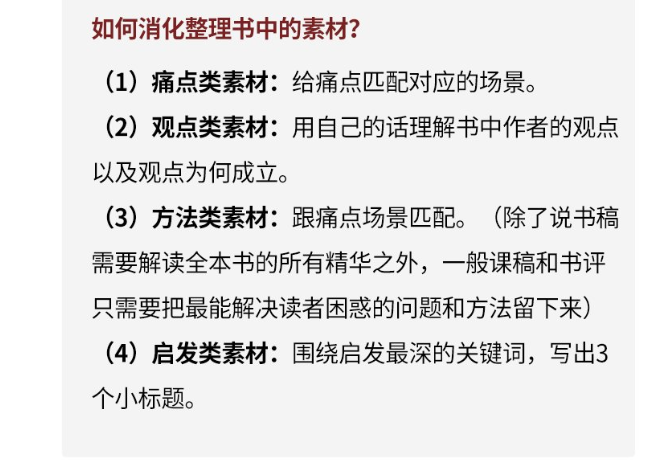 如何消化整理书中的素材？
（1）痛点类素材：给痛点匹配对应的场景。
（2）观点类素材：用自己的话理解书中作者的观点
以及观点为何成立。
（3）方法类素材：跟痛点场景匹配。（除了说书稿
需要解读全本书的所有精华之外，一般课稿和书评
只需要把最能解决读者困惑的问题和方法留下来）
（4）启发类素材：围绕启发最深的关键词，写出3
个小标题。